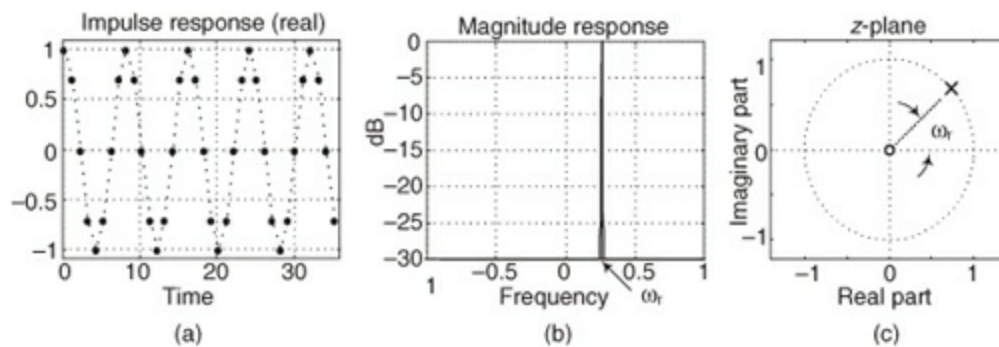 Impulse response (real)
1
0.5
0
−0.5
−1
0 10 20 30
Time
(a)
Magnitude response
0
−5
−10
−15
−20
−25
−30
dB
1 −0.5 0 0.5 1
Frequency
ωr
(b)
z-plane
1
0
−1
Imaginary part
ωr
−1 0 1
Real part
(c)